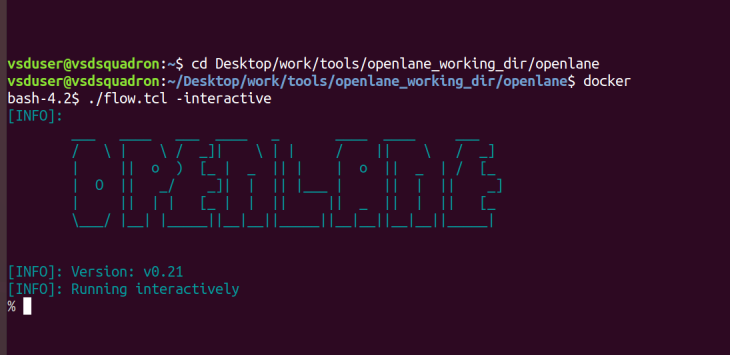 vsduser@vsdsquadron:~$ cd Desktop/work/tools/openlane_working_dir/openlane
vsduser@vsdsquadron:~/Desktop/work/tools/openlane_working_dir/openlane$ docker
bash-4.2$ ./flow.tcl -interactive
[INFO]:
OPENLANE
[INFO]: Version: v0.21
[INFO]: Running interactively
%